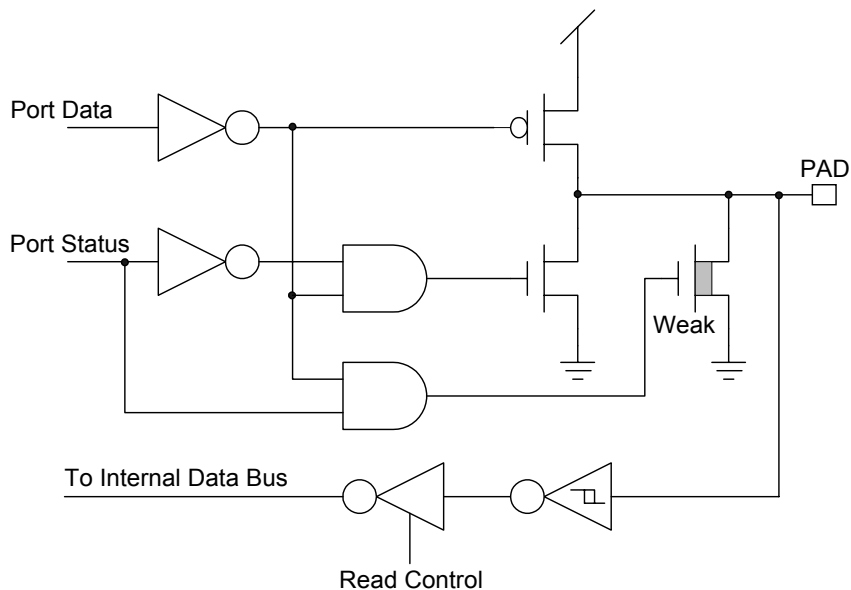 Port Data
PAD
Port Status
Weak
To Internal Data Bus
Read Control